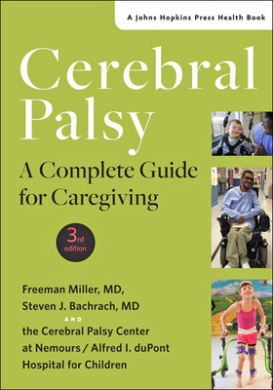 A Johns Hopkins Press Health Book
Cerebral
Palsy
A Complete Guide
for Caregiving
3rd
edition
Freeman Miller, MD,
Steven J. Bachrach, MD
AND
the Cerebral Palsy Center
at Nemours / Alfred I. duPont
Hospital for Children